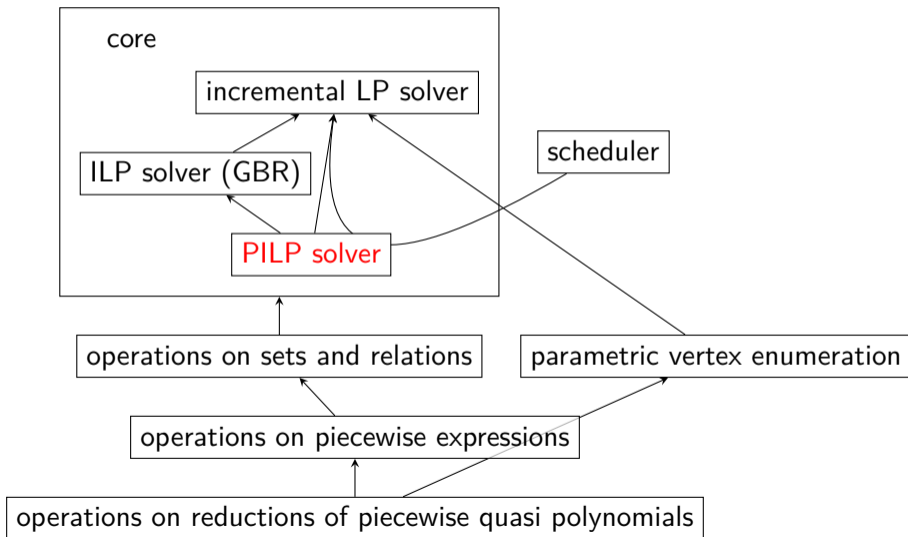 core
incremental LP solver
scheduler
ILP solver (GBR)
PILP solver
operations on sets and relations
parametric vertex enumeration
operations on piecewise expressions
operations on reductions of piecewise quasi polynomials